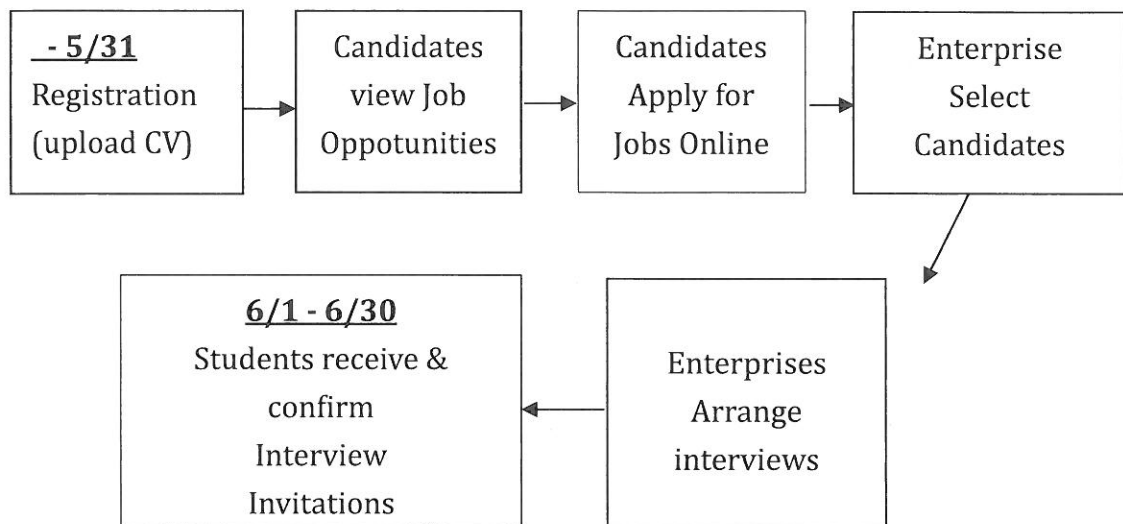 - 5/31
Registration
(upload CV)
Candidates
view Job
Oppotunities
Candidates
Apply for
Jobs Online
Enterprise
Select
Candidates
Enterprises
Arrange
interviews
6/1 - 6/30
Students receive &
confirm
Interview
Invitations